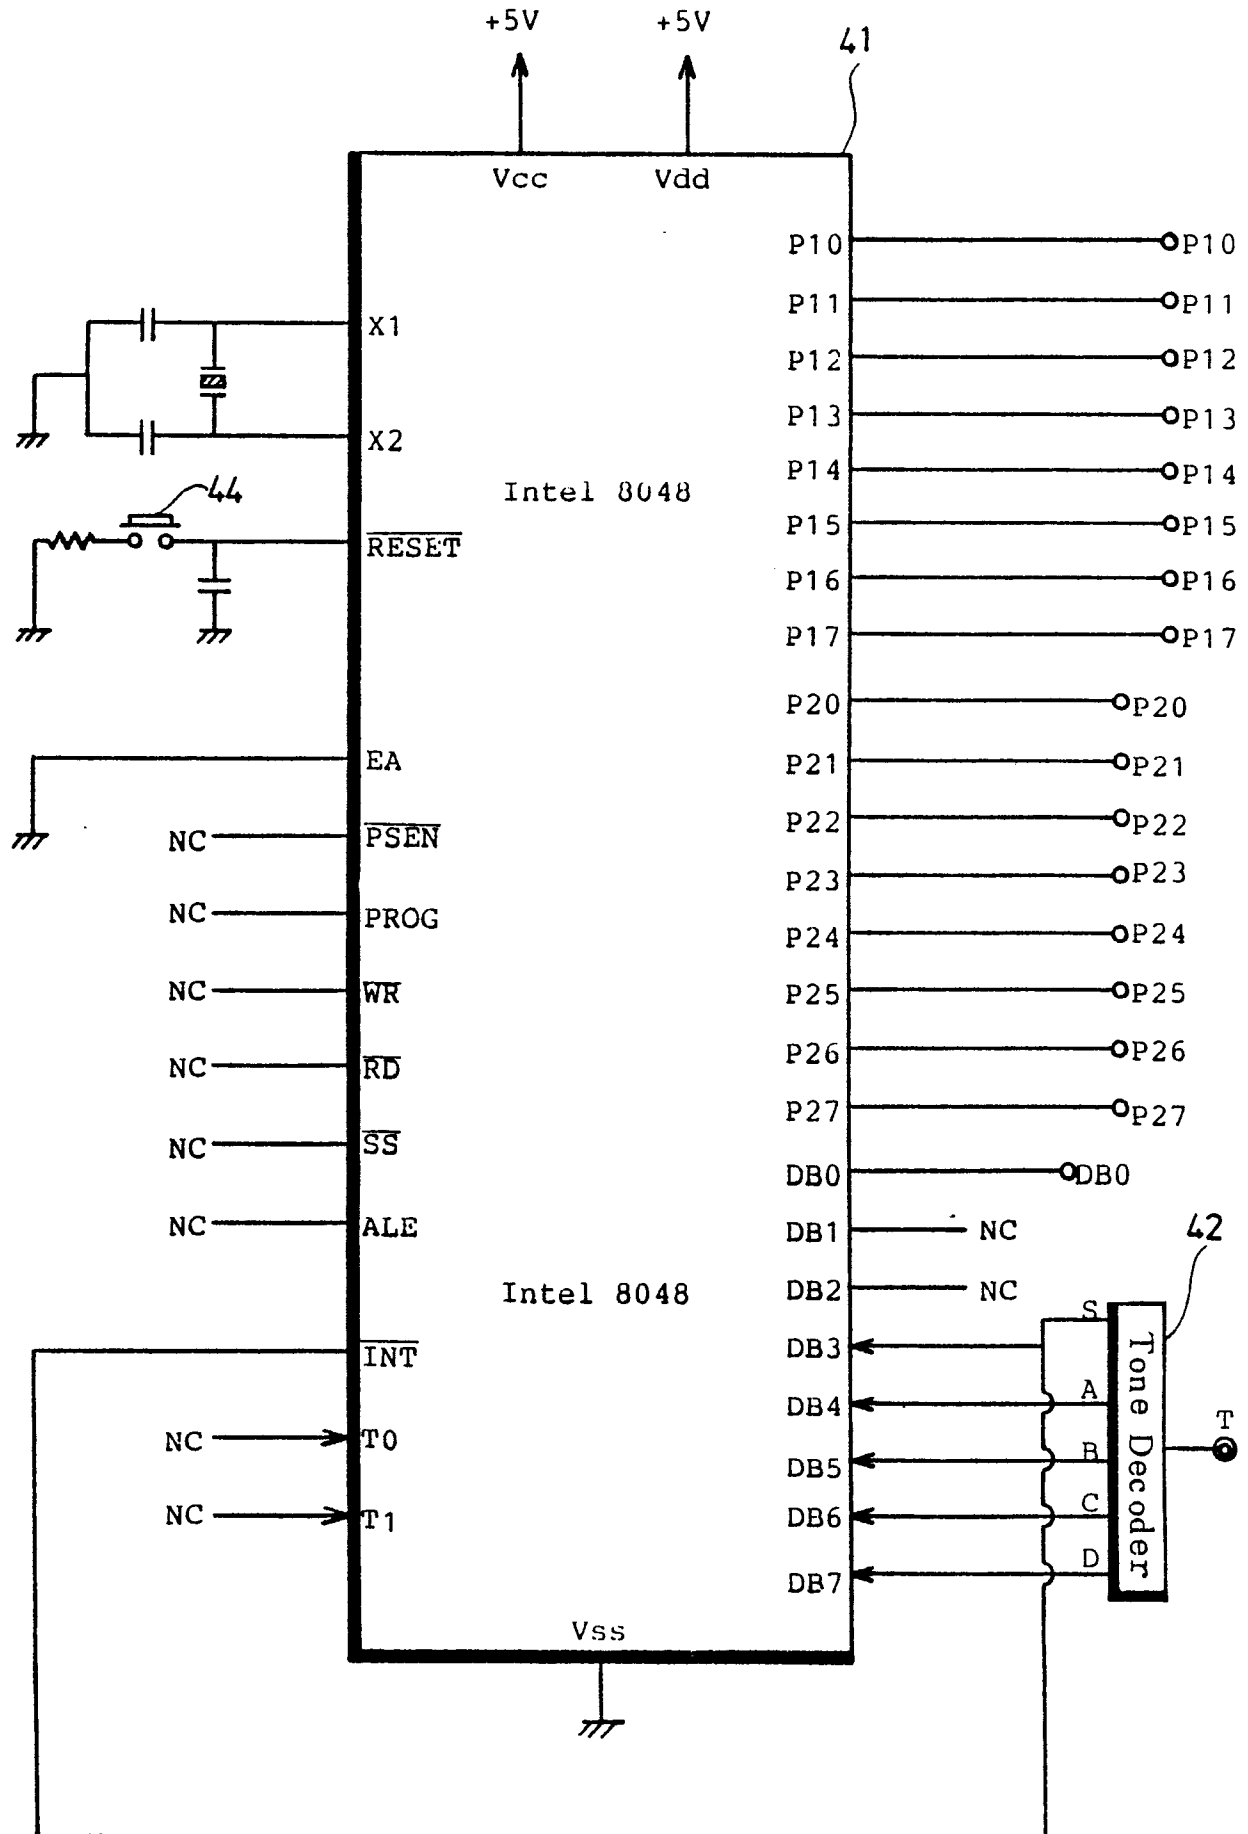 +5V +5V
41
Vcc Vdd
P10 P10
P11 P11
X1
P12 P12
P13 P13
X2
P14 P14
44 Intel 8048
P15 P15
RESET
P16 P16
P17 P17
P20 P20
EA P21 P21
P22 P22
NC PSEN
P23 P23
NC PROG
P24 P24
NC WR P25 P25
P26 P26
NC RD
P27 P27
NC SS
DB0 DB0
NC ALE DB1 NC 42
Intel 8048 DB2 NC
S
INT DB3
A
DB4
Tone Decoder
T
NC T0
B
DB5
C
NC T1 DB6
D
DB7
Vss